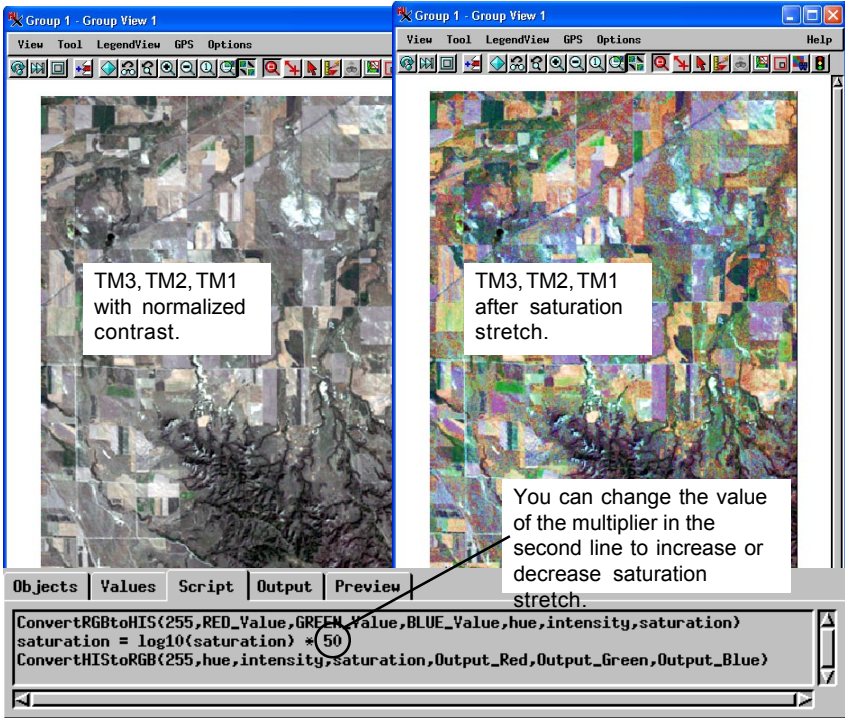 Group 1 - Group View 1
View Tool LegendView GPS Options
Group 1 - Group View 1
View Tool LegendView GPS Options Help
TM3, TM2, TM1
with normalized
contrast.
TM3, TM2, TM1
after saturation
stretch.
You can change the value
of the multiplier in the
second line to increase or
decrease saturation
stretch.
Objects Values Script Output Preview
ConvertRGBtoHIS(255,RED_Value,GREEN_Value,BLUE_Value,hue,intensity,saturation)
saturation = log10(saturation) * 50
ConvertHIStoRGB(255,hue,intensity,saturation,Output_Red,Output_Green,Output_Blue)